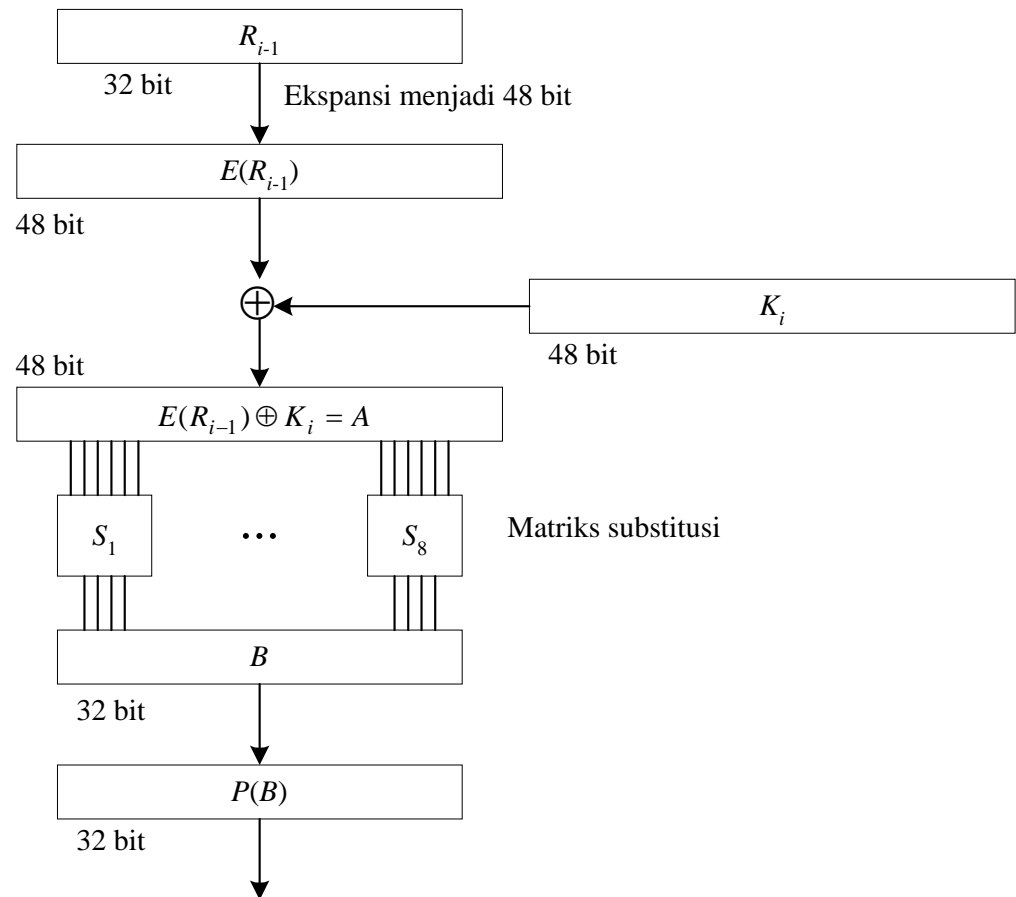 R_{i-1}
32 bit
Ekspansi menjadi 48 bit
E(R_{i-1})
48 bit
K_i
48 bit
48 bit
E(R_{i−1}) ⊕ K_i = A
S_1 ... S_8 Matriks substitusi
B
32 bit
P(B)
32 bit